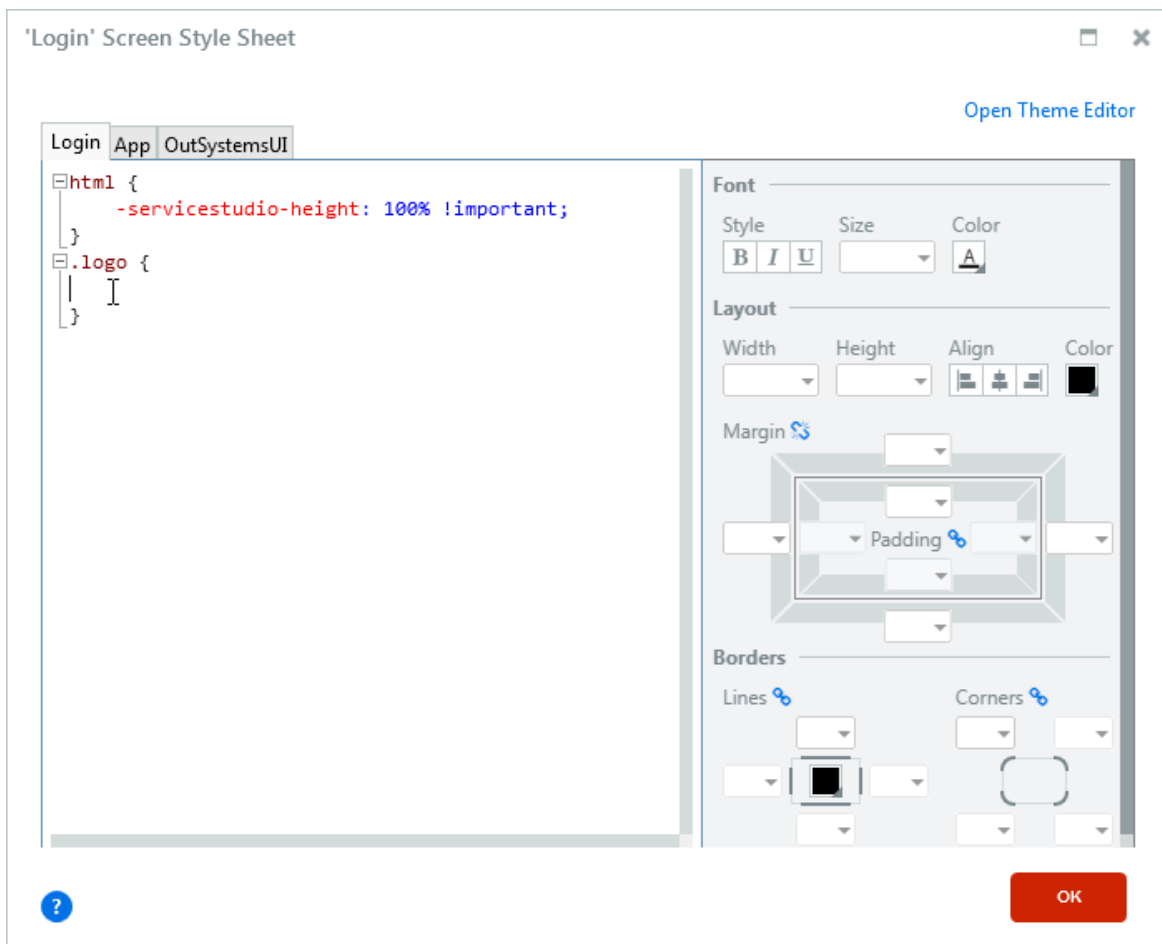 'Login' Screen Style Sheet
Open Theme Editor
Login App OutSystemsUI
html {
-servicestudio-height: 100% !important;
}
.logo {
}
Font
Style Size Color
B I U A
Layout
Width Height Align Color
Margin
Padding
Borders
Lines Corners
?
OK